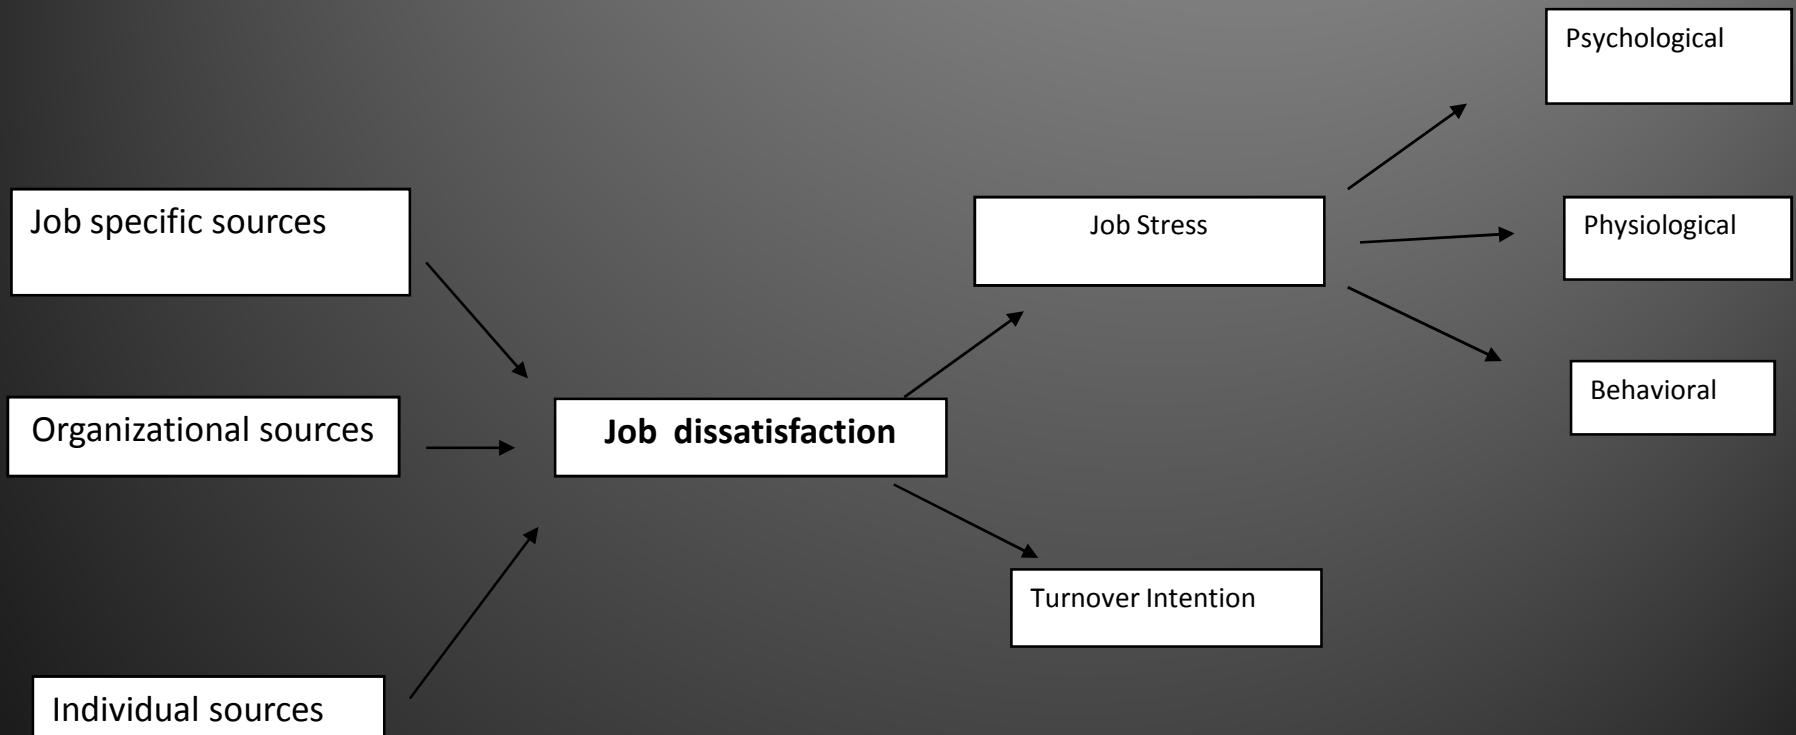 Psychological
Job specific sources
Job Stress
Physiological
Behavioral
Organizational sources
Job  dissatisfaction
Turnover Intention
Individual sources